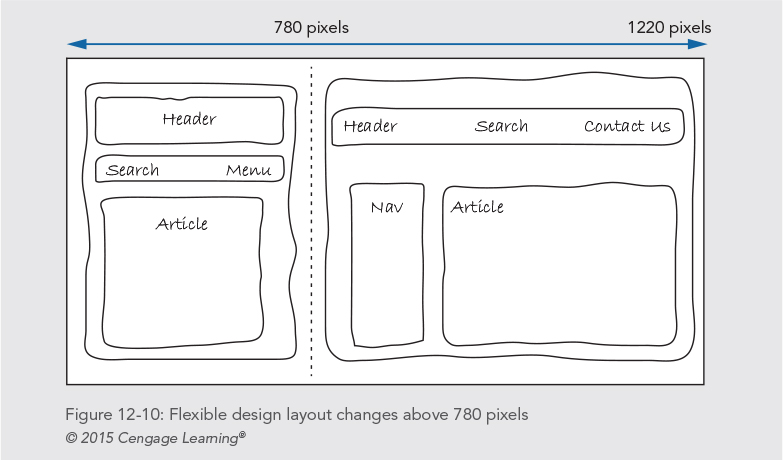 780 pixels 1220 pixels
Header
Search Menu
Article
Header Search Contact Us
Nav Article
Figure 12-10: Flexible design layout changes above 780 pixels
© 2015 Cengage Learning®